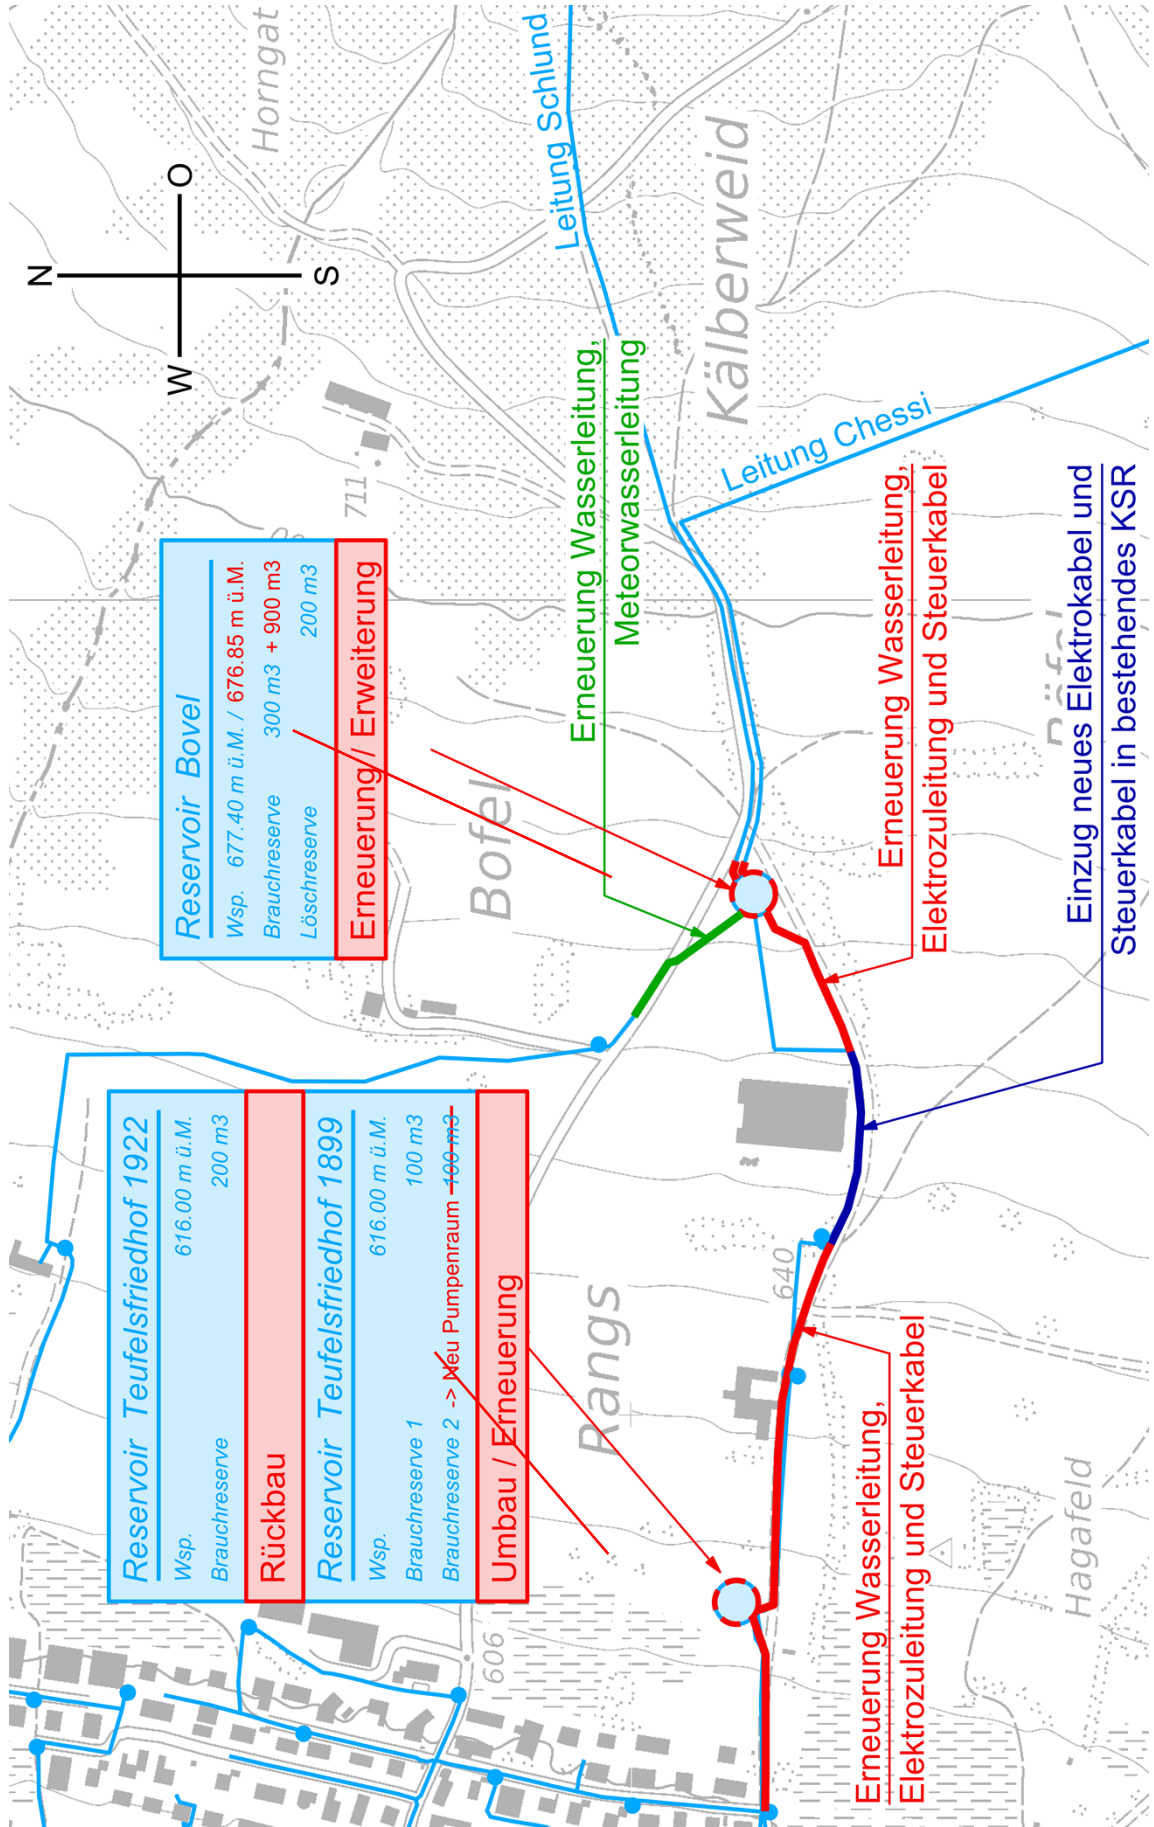 N
W
O
S
Horngat
Leitung Schlund
Kälberweid
711
Reservoir Bovel
Wsp. 677.40 m ü.M. / 676.85 m ü.M.
Brauchreserve 300 m3 + 900 m3
Löschreserve 200 m3
Erneuerung / Erweiterung
Erneuerung Wasserleitung,
Meteorwasserleitung
Leitung Chessi
Bofel
Erneuerung Wasserleitung,
Elektrozuleitung und Steuerkabel
Einzug neues Elektrokabel und
Steuerkabel in bestehendes KSR
Reservoir Teufelsfriedhof 1922
Wsp. 616.00 m ü.M.
Brauchreserve 200 m3
Rückbau
Reservoir Teufelsfriedhof 1899
Wsp. 616.00 m ü.M.
Brauchreserve 1 100 m3
Brauchreserve 2 -> Neu Pumpenraum 100 m3
Umbau / Erneuerung
Rangs
640
606
Erneuerung Wasserleitung,
Elektrozuleitung und Steuerkabel
Hagafeld